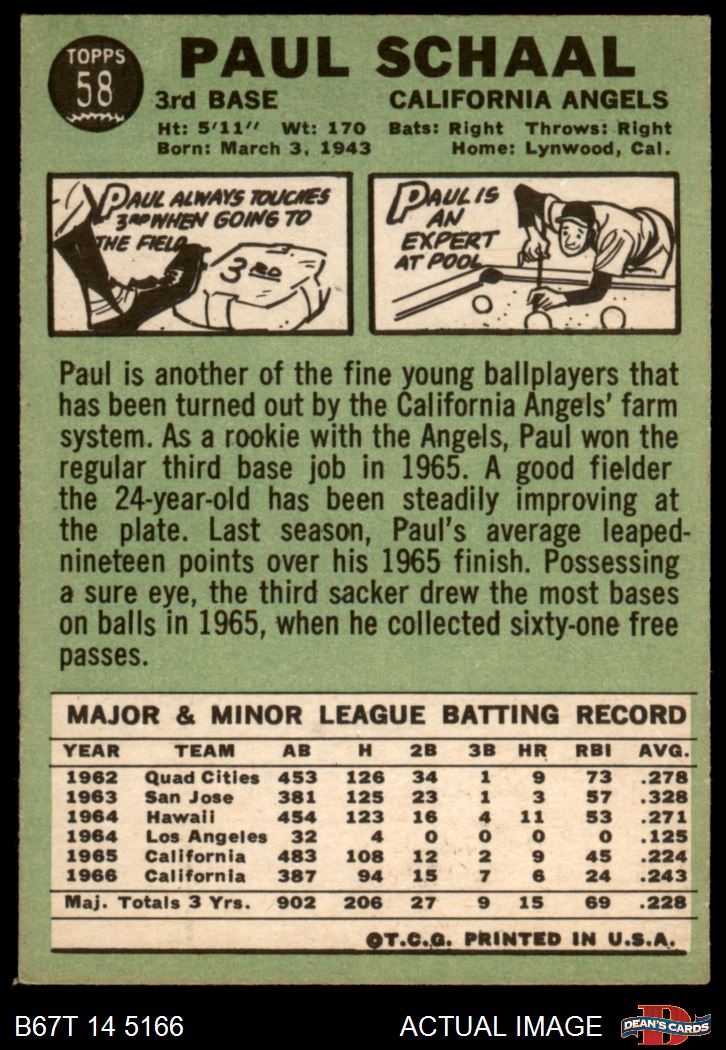 TOPPS
58
PAUL SCHAAL
3rd BASE CALIFORNIA ANGELS
Ht: 5'11" Wt: 170 Bats: Right Throws: Right
Born: March 3, 1943 Home: Lynwood, Cal.
PAUL ALWAYS TOUCHES
3RD WHEN GOING TO
THE FIELD
3RD
PAUL IS
AN
EXPERT
AT POOL
Paul is another of the fine young ballplayers that
has been turned out by the California Angels' farm
system. As a rookie with the Angels, Paul won the
regular third base job in 1965. A good fielder
the 24-year-old has been steadily improving at
the plate. Last season, Paul's average leaped-
nineteen points over his 1965 finish. Possessing
a sure eye, the third sacker drew the most bases
on balls in 1965, when he collected sixty-one free
passes.
MAJOR & MINOR LEAGUE BATTING RECORD
YEAR TEAM AB H 2B 3B HR RBI AVG.
1962 Quad Cities 453 126 34 1 9 73 .278
1963 San Jose 381 125 23 1 3 57 .328
1964 Hawaii 454 123 16 4 11 53 .271
1964 Los Angeles 32 4 0 0 0 0 .125
1965 California 483 108 12 2 9 45 .224
1966 California 387 94 15 7 6 24 .243
Maj. Totals 3 Yrs. 902 206 27 9 15 69 .228
©T.C.G. PRINTED IN U.S.A.
B67T 14 5166 ACTUAL IMAGE
D
DEAN'S CARDS